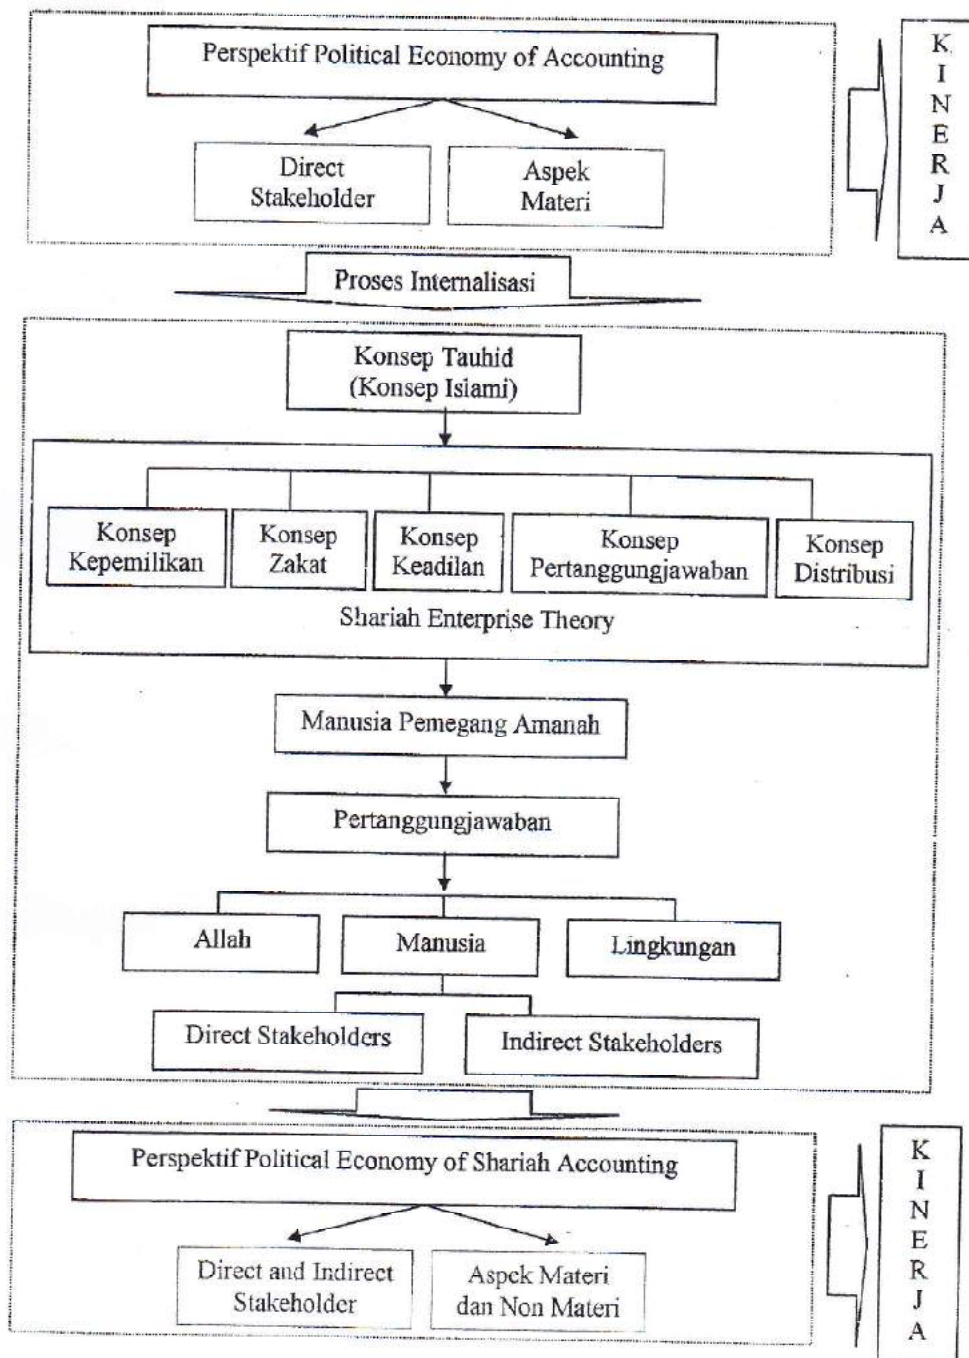 Perspektif Political Economy of Accounting
Direct
Stakeholder
Aspek
Materi
K
I
N
E
R
J
A
Proses Internalisasi
Konsep Tauhid
(Konsep Islami)
Konsep
Kepemilikan
Konsep
Zakat
Konsep
Keadilan
Konsep
Pertanggungjawaban
Konsep
Distribusi
Shariah Enterprise Theory
Manusia Pemegang Amanah
Pertanggungjawaban
Allah
Manusia
Lingkungan
Direct Stakeholders
Indirect Stakeholders
Perspektif Political Economy of Shariah Accounting
Direct and Indirect
Stakeholder
Aspek Materi
dan Non Materi
K
I
N
E
R
J
A